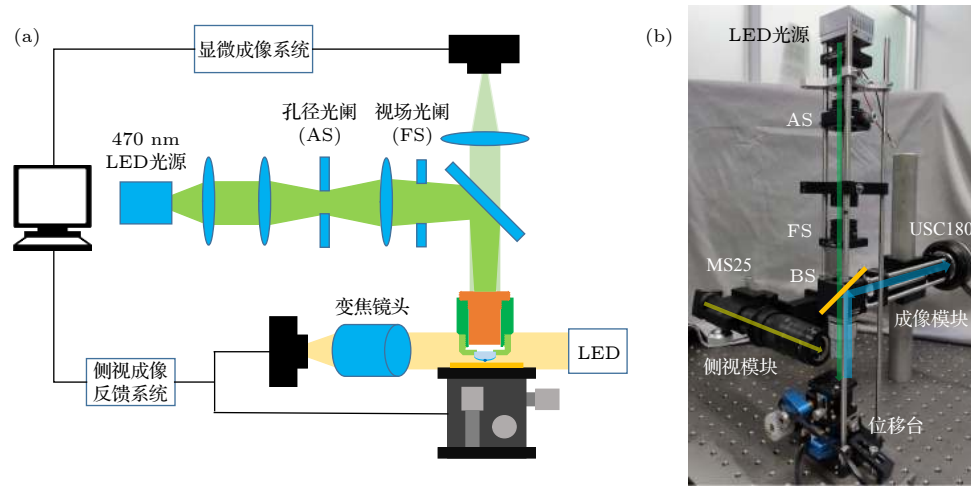 (a)
显微成像系统
孔径光阑
(AS)
视场光阑
(FS)
470 nm
LED光源
变焦镜头
LED
侧视成像
反馈系统
(b)
LED光源
AS
FS
USC180
BS
MS25
成像模块
侧视模块
位移台